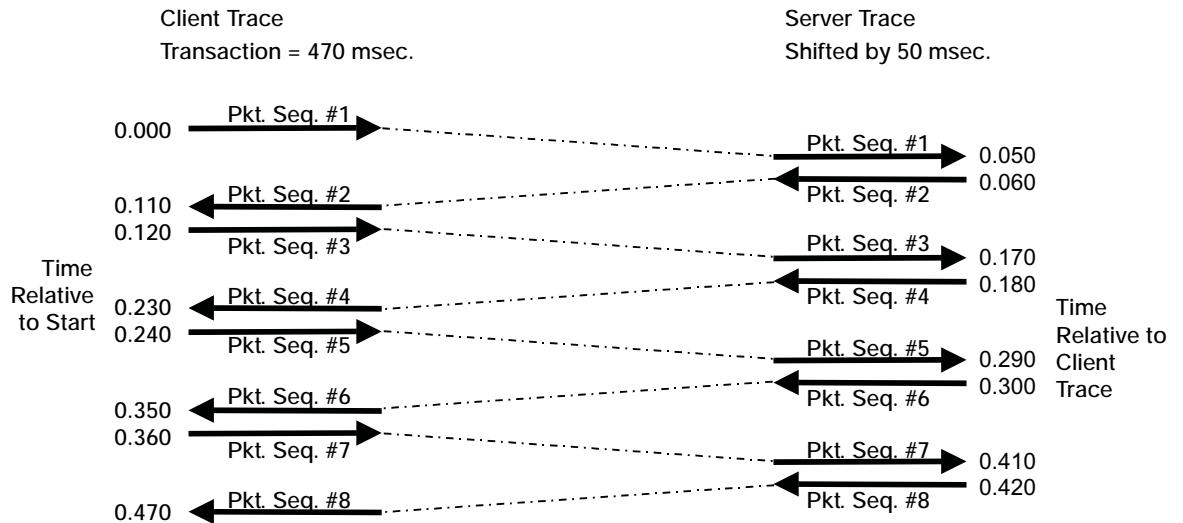 Client Trace
Transaction = 470 msec.
Server Trace
Shifted by 50 msec.
Pkt. Seq. #1
0.000
Pkt. Seq. #1
0.050
0.060
Pkt. Seq. #2
Pkt. Seq. #2
0.110
0.120
Pkt. Seq. #3
Pkt. Seq. #3
0.170
0.180
Pkt. Seq. #4
Time
Relative
to Start
Pkt. Seq. #4
0.230
0.240
Pkt. Seq. #5
Pkt. Seq. #5
0.290
0.300
Pkt. Seq. #6
Time
Relative to
Client
Trace
Pkt. Seq. #6
0.350
0.360
Pkt. Seq. #7
Pkt. Seq. #7
0.410
0.420
Pkt. Seq. #8
Pkt. Seq. #8
0.470